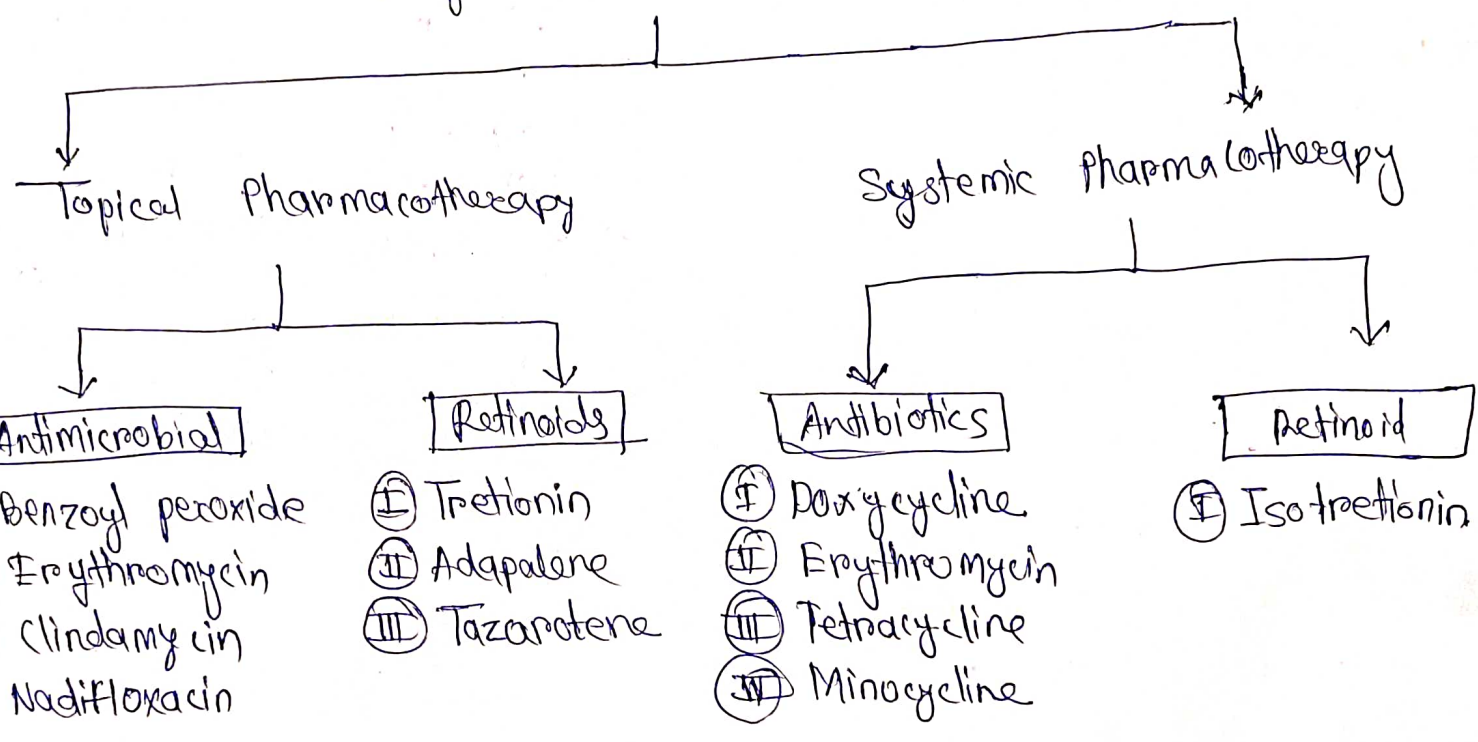 Topical Pharmacotherapy
Systemic Pharmacotherapy
Antimicrobial
Benzoyl peroxide
Erythromycin
Clindamycin
Nadifloxacin
Retinoids
I Tretionin
II Adapalene
III Tazarotene
Antibiotics
I Doxycycline
II Erythromycin
III Tetracycline
IV Minocycline
Retinoid
I Isotretionin